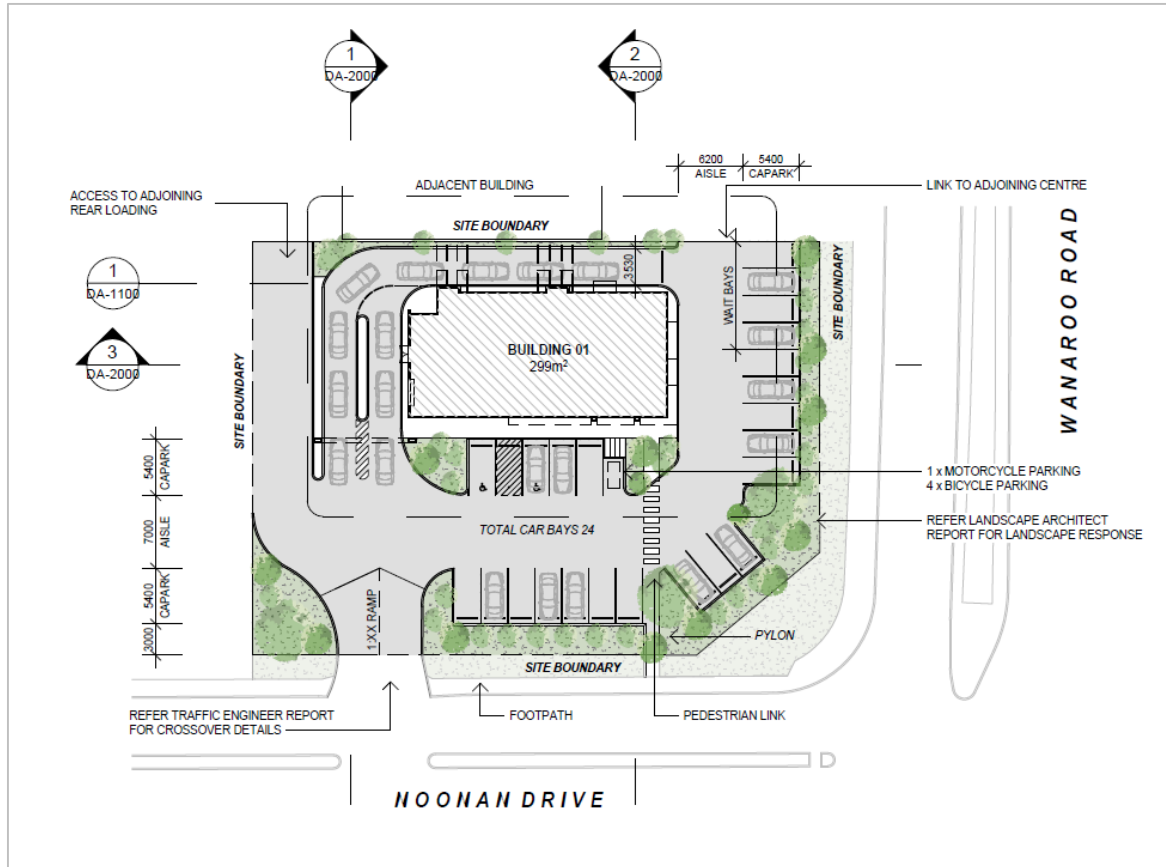 1
DA-2000
2
DA-2000
6200
AISLE
5400
CAPARK
ACCESS TO ADJOINING
REAR LOADING
ADJACENT BUILDING
LINK TO ADJOINING CENTRE
SITE BOUNDARY
1
DA-1100
3530
WAIT BAYS
SITE BOUNDARY
WANAROO ROAD
3
DA-2000
SITE BOUNDARY
BUILDING 01
299m²
5400
CAPARK
7000
AISLE
5400
CAPARK
3000
1 x MOTORCYCLE PARKING
4 x BICYCLE PARKING
TOTAL CAR BAYS 24
REFER LANDSCAPE ARCHITECT
REPORT FOR LANDSCAPE RESPONSE
1:XX RAMP
PYLON
SITE BOUNDARY
REFER TRAFFIC ENGINEER REPORT
FOR CROSSOVER DETAILS
FOOTPATH
PEDESTRIAN LINK
NOONAN DRIVE